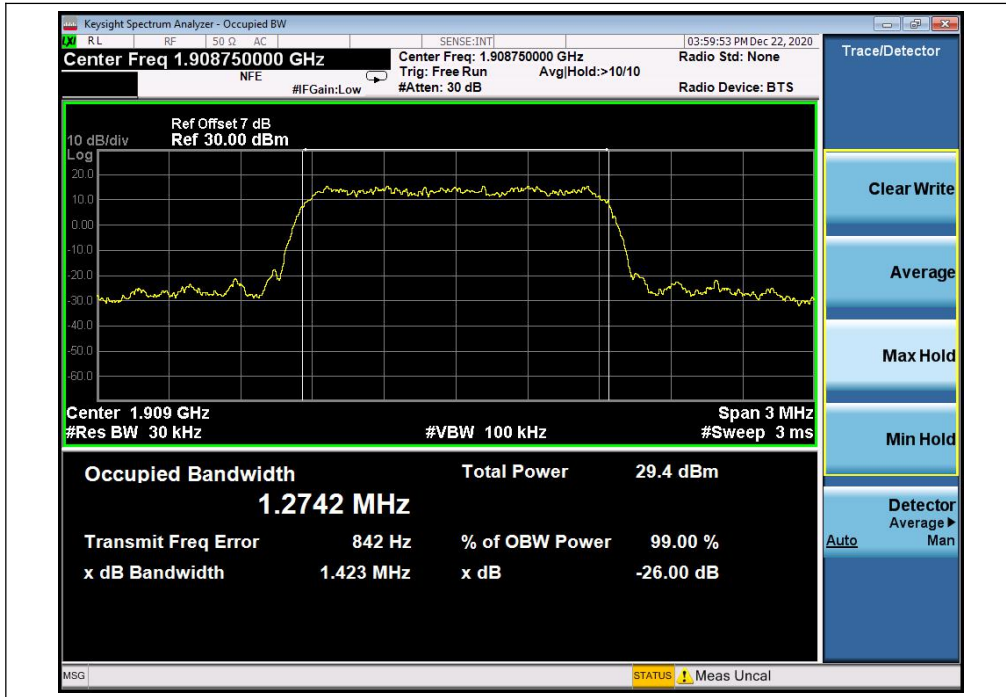 Keysight Spectrum Analyzer - Occupied BW
LXI RL RF 50 Ω AC SENSE:INT 03:59:53 PM Dec 22, 2020
Center Freq 1.908750000 GHz
Center Freq: 1.908750000 GHz
Radio Std: None
NFE
Trig: Free Run Avg|Hold:>10/10
#IFGain:Low
#Atten: 30 dB
Radio Device: BTS
Ref Offset 7 dB
10 dB/div Ref 30.00 dBm
Log
20.0
10.0
0.00
-10.0
-20.0
-30.0
-40.0
-50.0
-60.0
Center 1.909 GHz Span 3 MHz
#Res BW 30 kHz #VBW 100 kHz #Sweep 3 ms
Occupied Bandwidth Total Power 29.4 dBm
1.2742 MHz
Transmit Freq Error 842 Hz % of OBW Power 99.00 %
x dB Bandwidth 1.423 MHz x dB -26.00 dB
Trace/Detector
Clear Write
Average
Max Hold
Min Hold
Detector
Average
Auto Man
MSG STATUS Meas Uncal